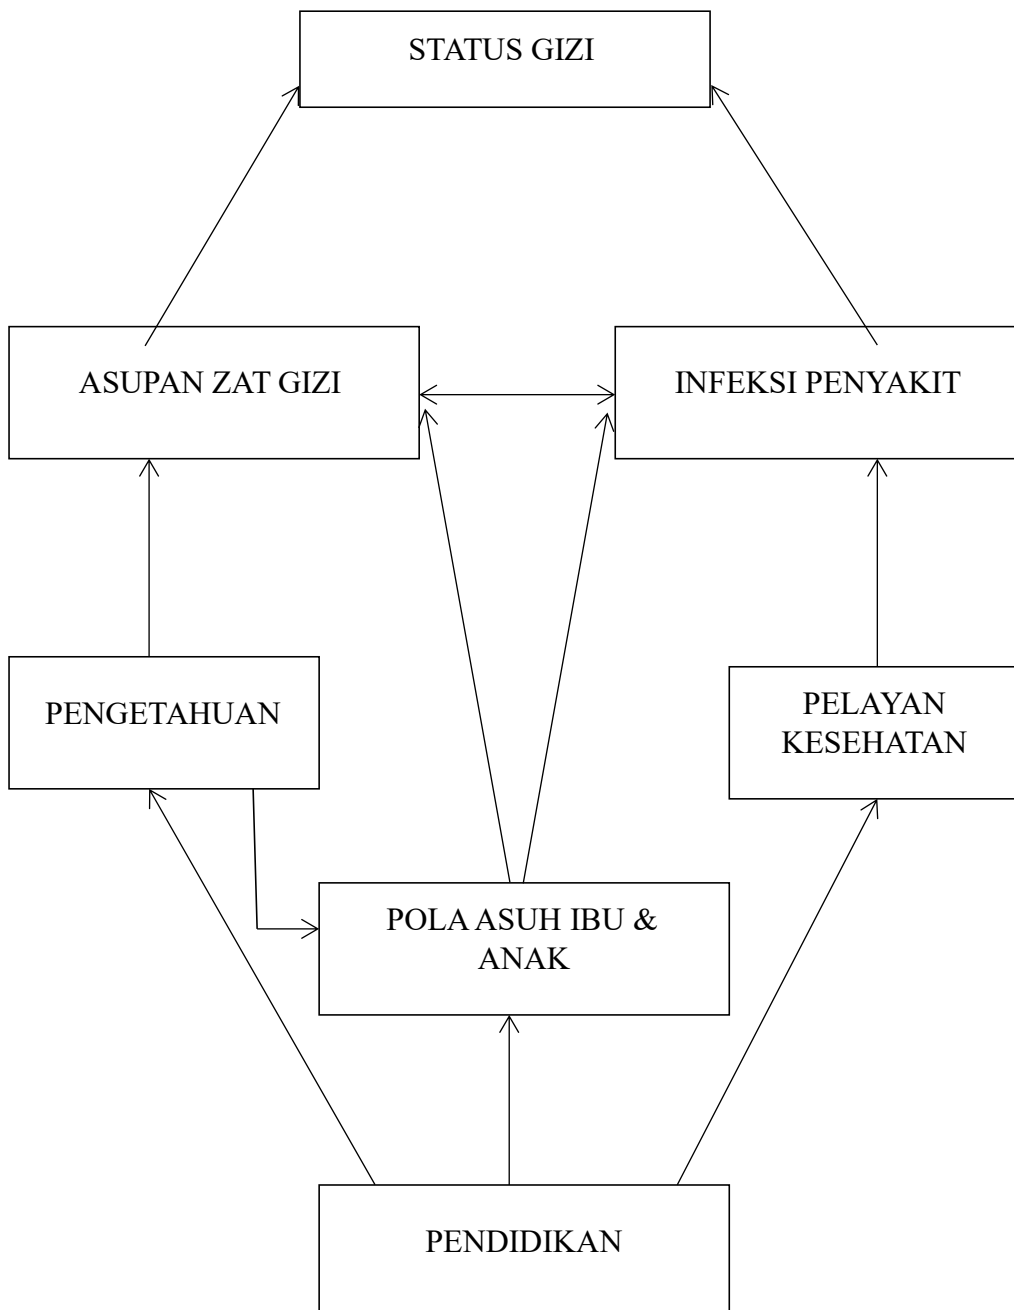 STATUS GIZI
ASUPAN ZAT GIZI
INFEKSI PENYAKIT
PENGETAHUAN
PELAYAN
KESEHATAN
POLA ASUH IBU &
ANAK
PENDIDIKAN